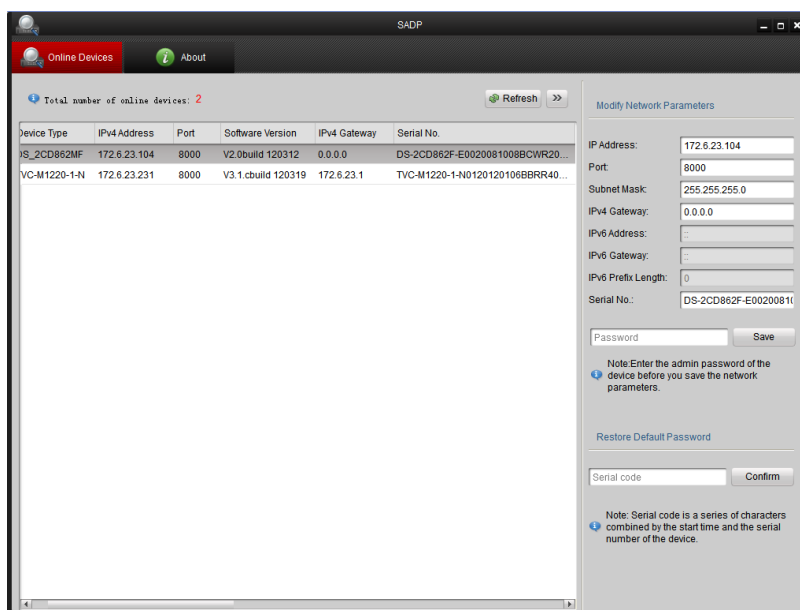 SADP
Online Devices
About
Total number of online devices: 2
Refresh
Device Type IPv4 Address Port Software Version IPv4 Gateway Serial No.
DS_2CD862MF 172.6.23.104 8000 V2.0build 120312 0.0.0.0 DS-2CD862F-E0020081008BCWR20...
TVC-M1220-1-N 172.6.23.231 8000 V3.1.cbuild 120319 172.6.23.1 TVC-M1220-1-N0120120106BBRR40...
Modify Network Parameters
IP Address: 172.6.23.104
Port: 8000
Subnet Mask: 255.255.255.0
IPv4 Gateway: 0.0.0.0
IPv6 Address: ::
IPv6 Gateway: ::
IPv6 Prefix Length: 0
Serial No.: DS-2CD862F-E0020081(
Password Save
Note:Enter the admin password of the
device before you save the network
parameters.
Restore Default Password
Serial code Confirm
Note: Serial code is a series of characters
combined by the start time and the serial
number of the device.